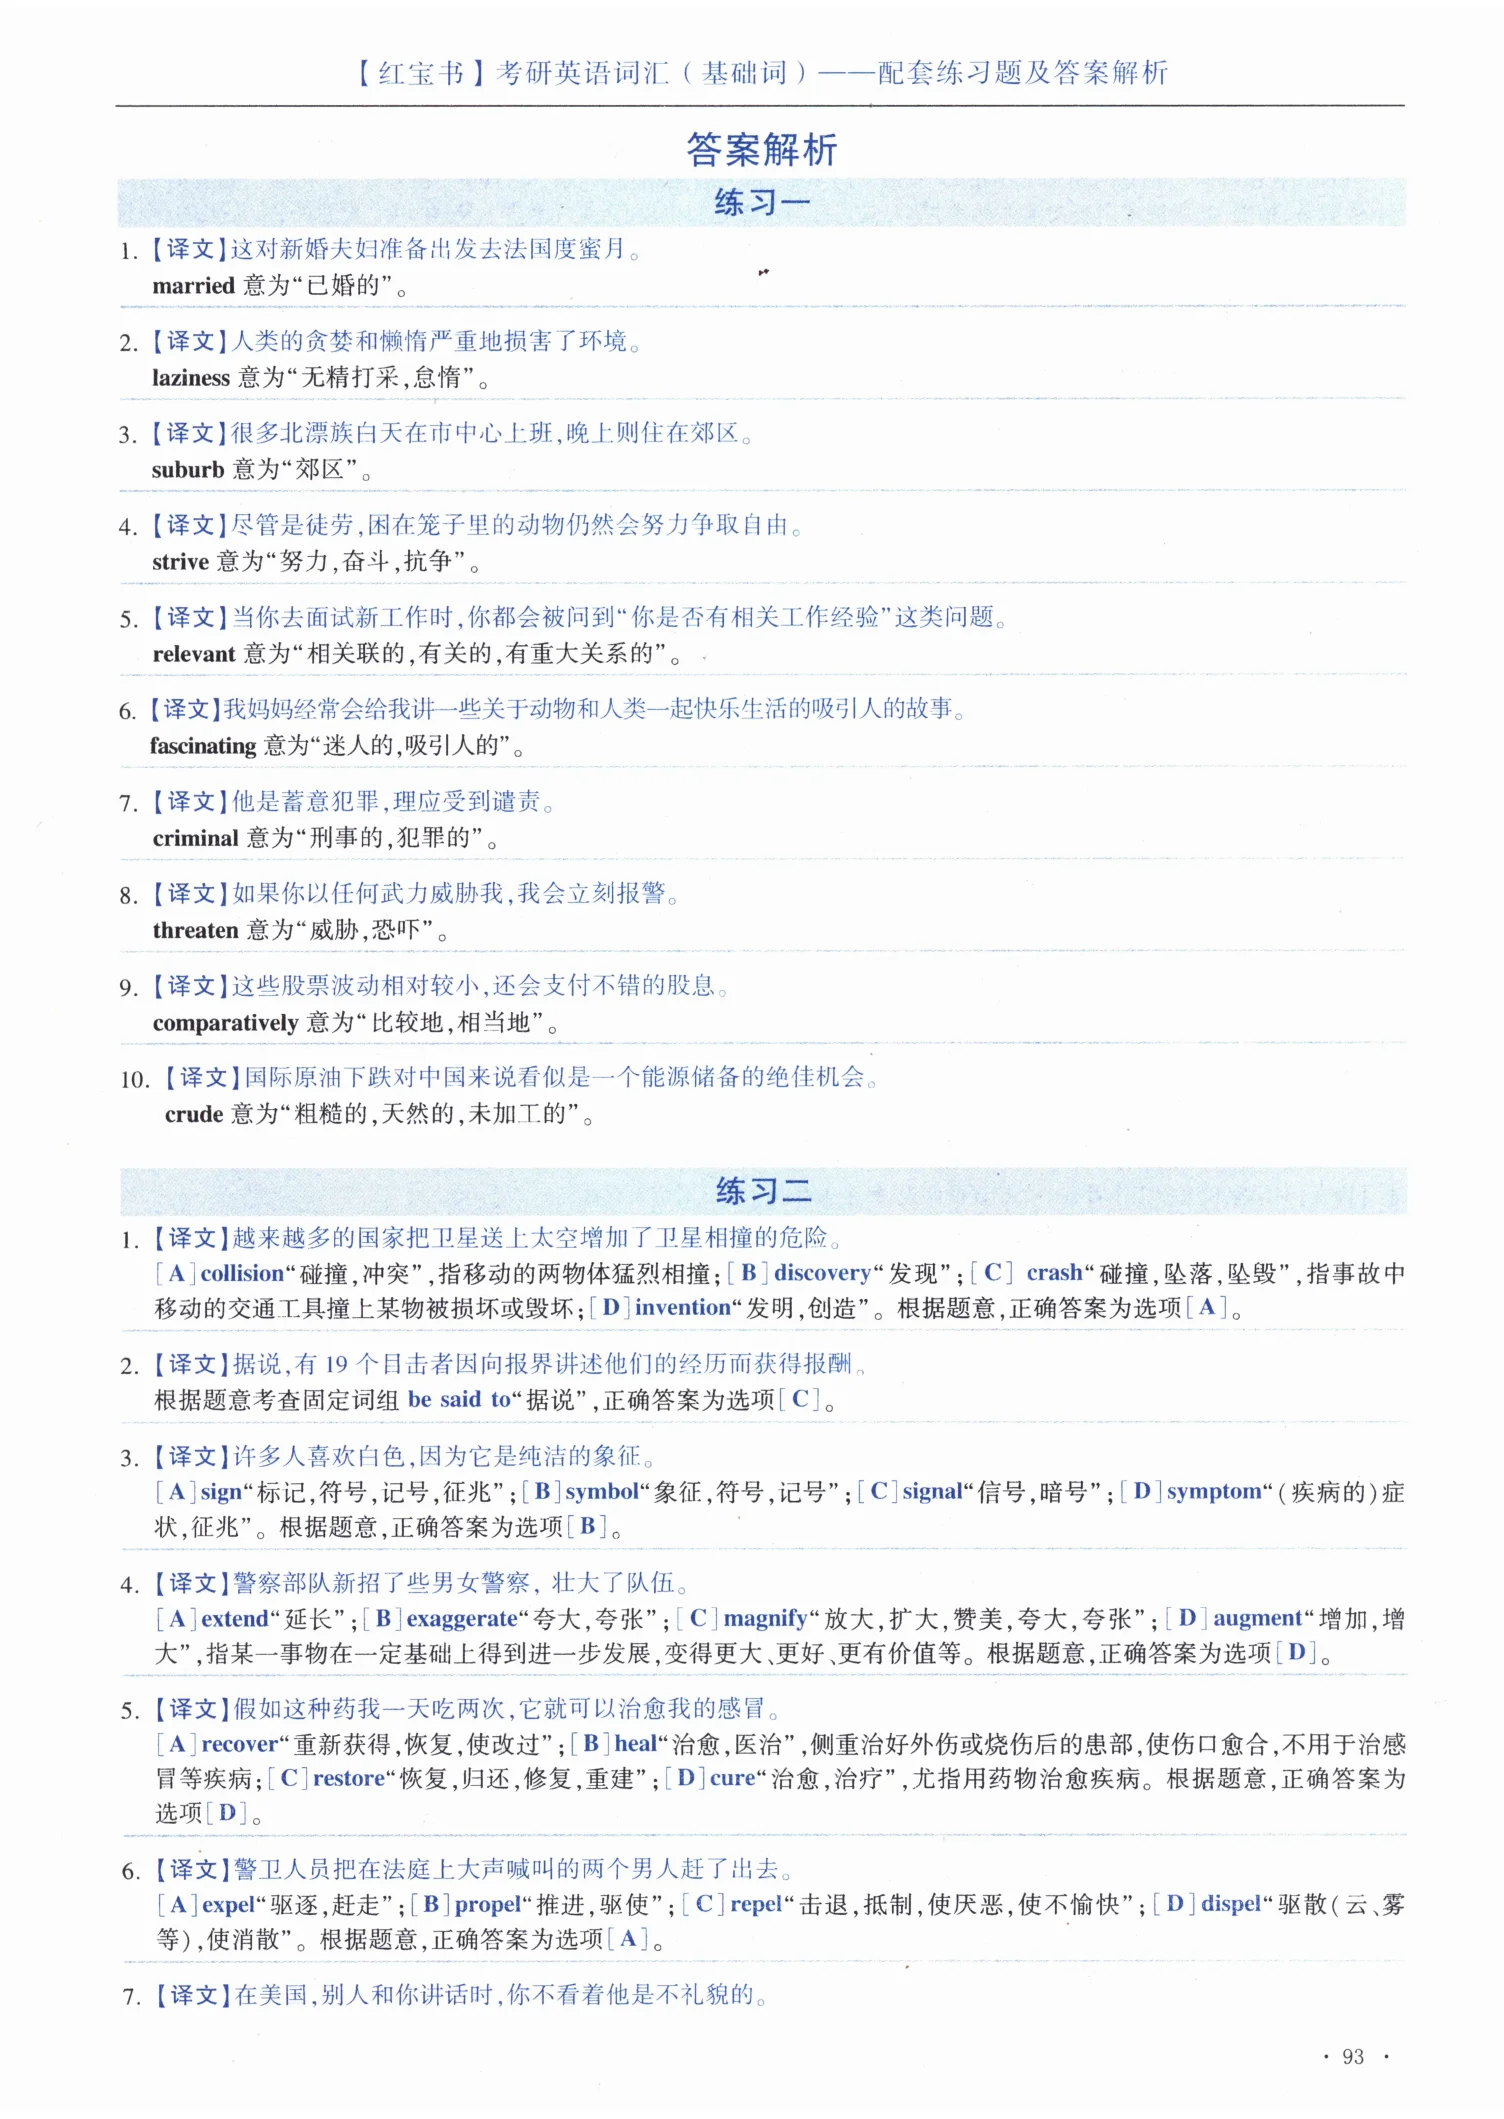 【红宝书】考研英语词汇(基础词)——配套练习题及答案解析
答案解析
练习一
1. 【译文】这对新婚夫妇准备出发去法国度蜜月。
married 意为“已婚的”。
2. 【译文】人类的贪婪和懒惰严重地损害了环境。
laziness 意为“无精打采,怠惰”。
3. 【译文】很多北漂族白天在市中心上班,晚上则住在郊区。
suburb 意为“郊区”。
4. 【译文】尽管是徒劳,困在笼子里的动物仍然会努力争取自由。
strive 意为“努力,奋斗,抗争”。
5. 【译文】当你去面试新工作时,你都会被问到“你是否有相关工作经验”这类问题。
relevant 意为“相关联的,有关的,有重大关系的”。
6. 【译文】我妈妈经常会给我讲一些关于动物和人类一起快乐生活的吸引人的故事。
fascinating 意为“迷人的,吸引人的”。
7. 【译文】他是蓄意犯罪,理应受到谴责。
criminal 意为“刑事的,犯罪的”。
8. 【译文】如果你以任何武力威胁我,我会立刻报警。
threaten 意为“威胁,恐吓”。
9. 【译文】这些股票波动相对较小,还会支付不错的股息。
comparatively 意为“比较地,相当地”。
10. 【译文】国际原油下跌对中国来说看似是一个能源储备的绝佳机会。
crude 意为“粗糙的,天然的,未加工的”。
练习二
1. 【译文】越来越多的国家把卫星送上太空增加了卫星相撞的危险。
[A]collision“碰撞,冲突”,指移动的两物体猛烈相撞;[B]discovery“发现”;[C] crash“碰撞,坠落,坠毁”,指事故中
移动的交通工具撞上某物被损坏或毁坏;[D]invention“发明,创造”。根据题意,正确答案为选项[A]。
2. 【译文】据说,有 19 个目击者因向报界讲述他们的经历而获得报酬。
根据题意考查固定词组 be said to“据说”,正确答案为选项[C]。
3. 【译文】许多人喜欢白色,因为它是纯洁的象征。
[A]sign“标记,符号,记号,征兆”;[B]symbol“象征,符号,记号”;[C]signal“信号,暗号”;[D]symptom“(疾病的)症
状,征兆”。根据题意,正确答案为选项[B]。
4. 【译文】警察部队新招了些男女警察, 壮大了队伍。
[A]extend“延长”;[B]exaggerate“夸大,夸张”;[C]magnify“放大,扩大,赞美,夸大,夸张”;[D]augment“增加,增
大”,指某一事物在一定基础上得到进一步发展,变得更大、更好、更有价值等。根据题意,正确答案为选项[D]。
5. 【译文】假如这种药我一天吃两次,它就可以治愈我的感冒。
[A]recover“重新获得,恢复,使改过”;[B]heal“治愈,医治”,侧重治好外伤或烧伤后的患部,使伤口愈合,不用于治感
冒等疾病;[C]restore“恢复,归还,修复,重建”;[D]cure“治愈,治疗”,尤指用药物治愈疾病。根据题意,正确答案为
选项[D]。
6. 【译文】警卫人员把在法庭上大声喊叫的两个男人赶了出去。
[A]expel“驱逐,赶走”;[B]propel“推进,驱使”;[C]repel“击退,抵制,使厌恶,使不愉快”;[D]dispel“驱散(云、雾
等),使消散”。根据题意,正确答案为选项[A]。
7. 【译文】在美国,别人和你讲话时,你不看着他是不礼貌的。
· 93 ·